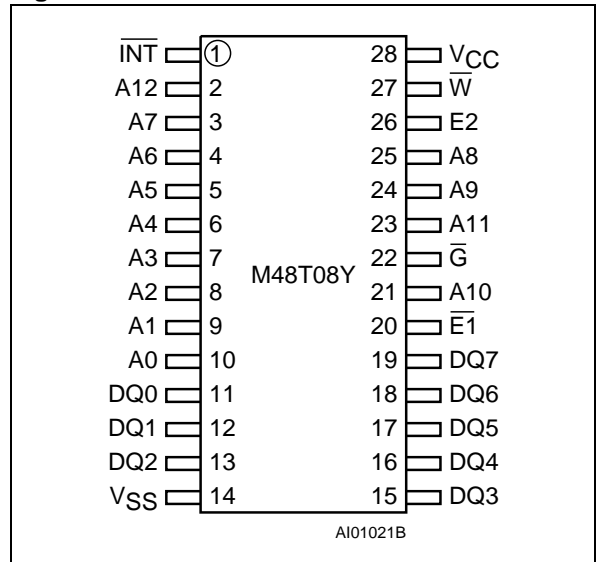 INT 1 28 VCC
A12 2 27 W
A7 3 26 E2
A6 4 25 A8
A5 5 24 A9
A4 6 23 A11
A3 7 22 G
M48T08Y
A2 8 21 A10
A1 9 20 E1
A0 10 19 DQ7
DQ0 11 18 DQ6
DQ1 12 17 DQ5
DQ2 13 16 DQ4
VSS 14 15 DQ3
AI01021B